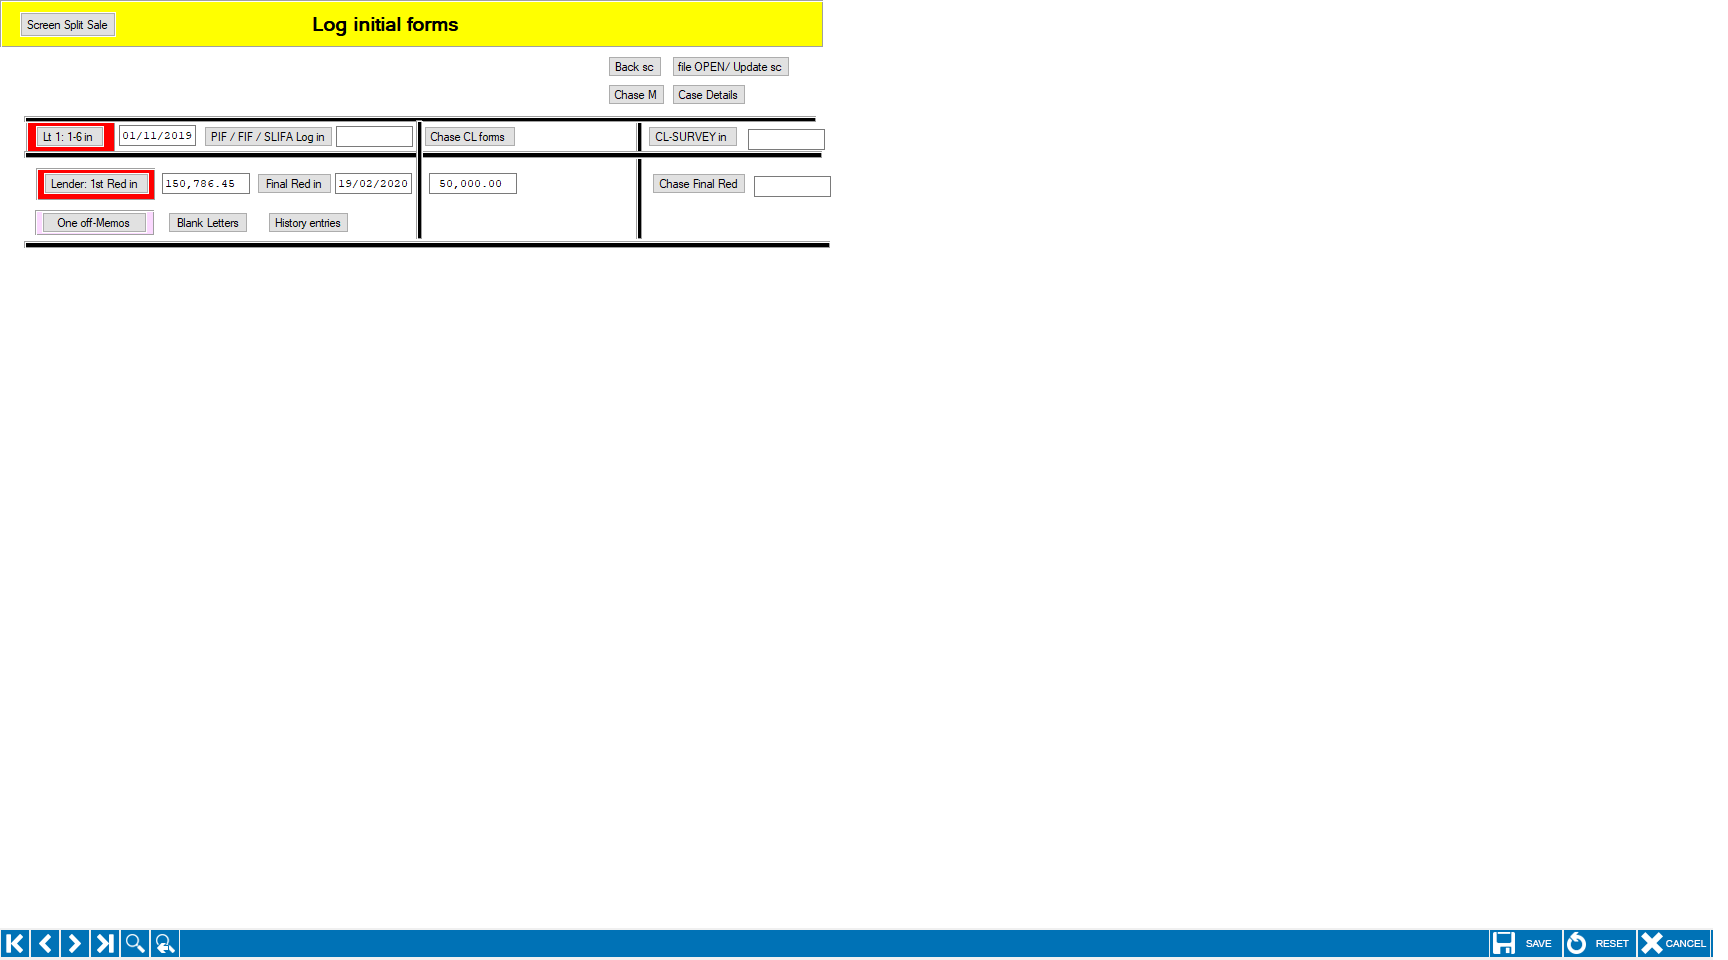 Screen Split Sale
Log initial forms
Back sc
file OPEN/ Update sc
Chase M
Case Details
Lt 1: 1-6 in
01/11/2019
PIF / FIF / SLIFA Log in
Chase CL forms
CL-SURVEY in
Lender: 1st Red in
150,786.45
Final Red in
19/02/2020
50,000.00
Chase Final Red
One off-Memos
Blank Letters
History entries
SAVE
RESET
CANCEL